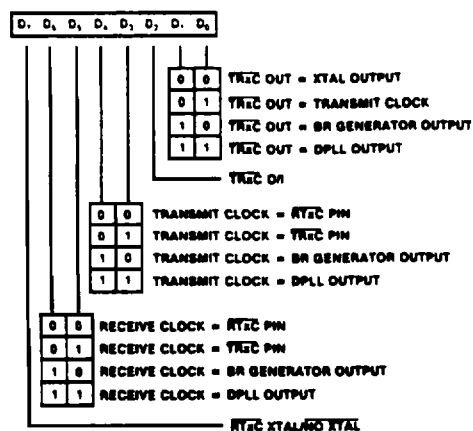 D₇ D₆ D₅ D₄ D₃ D₂ D₁ D₀
0 0 TRxC OUT = XTAL OUTPUT
0 1 TRxC OUT = TRANSMIT CLOCK
1 0 TRxC OUT = BR GENERATOR OUTPUT
1 1 TRxC OUT = DPLL OUTPUT
TRxC O/I
0 0 TRANSMIT CLOCK = RTxC PIN
0 1 TRANSMIT CLOCK = TRxC PIN
1 0 TRANSMIT CLOCK = BR GENERATOR OUTPUT
1 1 TRANSMIT CLOCK = DPLL OUTPUT
0 0 RECEIVE CLOCK = RTxC PIN
0 1 RECEIVE CLOCK = TRxC PIN
1 0 RECEIVE CLOCK = BR GENERATOR OUTPUT
1 1 RECEIVE CLOCK = DPLL OUTPUT
RTxC XTAL/NO XTAL